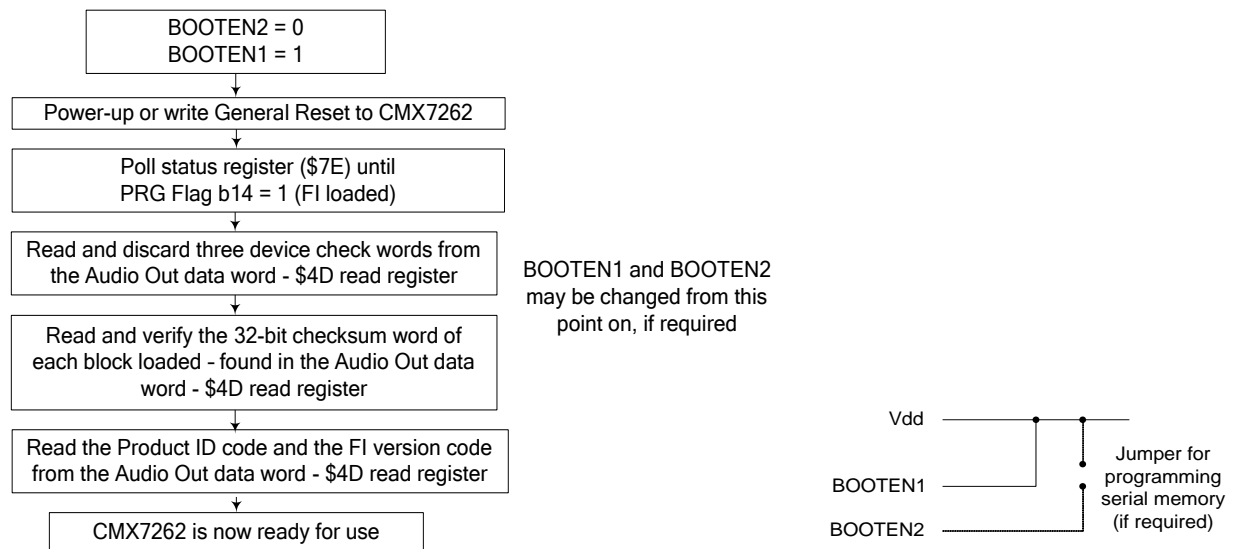 BOOTEN2 = 0
BOOTEN1 = 1
Power-up or write General Reset to CMX7262
Poll status register ($7E) until
PRG Flag b14 = 1 (FI loaded)
Read and discard three device check words from
the Audio Out data word - $4D read register
BOOTEN1 and BOOTEN2
may be changed from this
point on, if required
Read and verify the 32-bit checksum word of
each block loaded - found in the Audio Out data
word - $4D read register
Read the Product ID code and the FI version code
from the Audio Out data word - $4D read register
CMX7262 is now ready for use
Vdd
BOOTEN1
BOOTEN2
Jumper for
programming
serial memory
(if required)